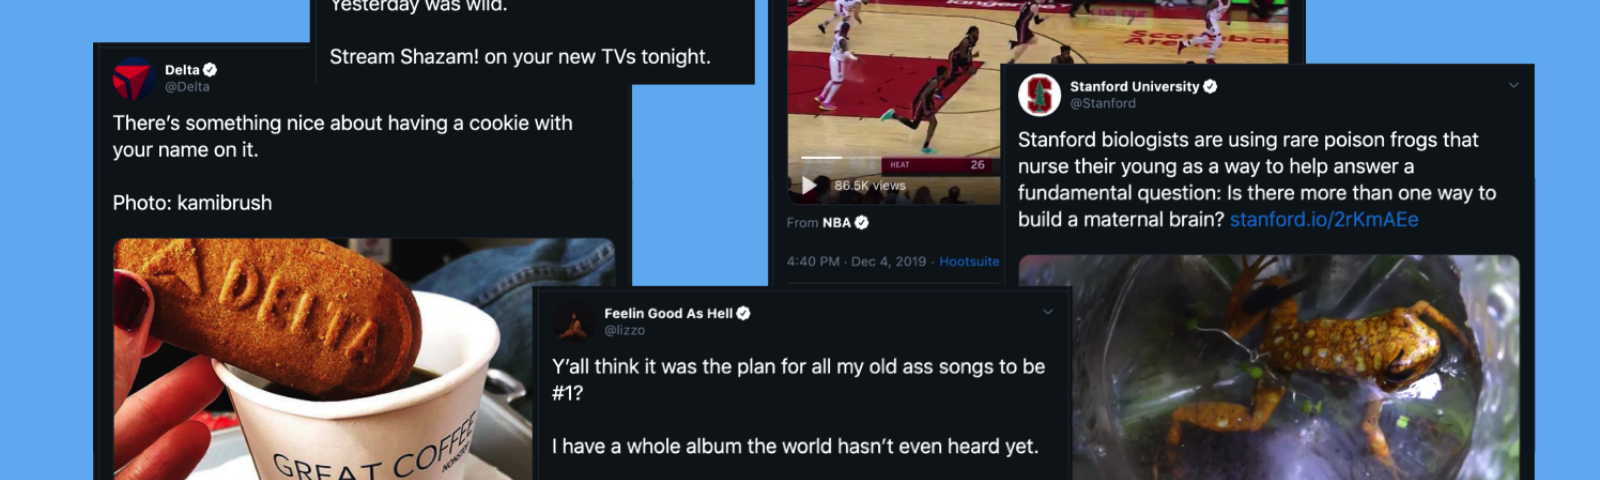 Yesterday was wild.
Stream Shazam! on your new TVs tonight.
Delta
@Delta
There's something nice about having a cookie with
your name on it.
Photo: kamibrush
DELTA
GREAT COFFEE
NONSTOP
HEAT 26
86.5K views
From NBA
4:40 PM · Dec 4, 2019 · Hootsuite
Feelin Good As Hell
@lizzo
Y'all think it was the plan for all my old ass songs to be
#1?
I have a whole album the world hasn't even heard yet.
Stanford University
@Stanford
Stanford biologists are using rare poison frogs that
nurse their young as a way to help answer a
fundamental question: Is there more than one way to
build a maternal brain? stanford.io/2rKmAEe